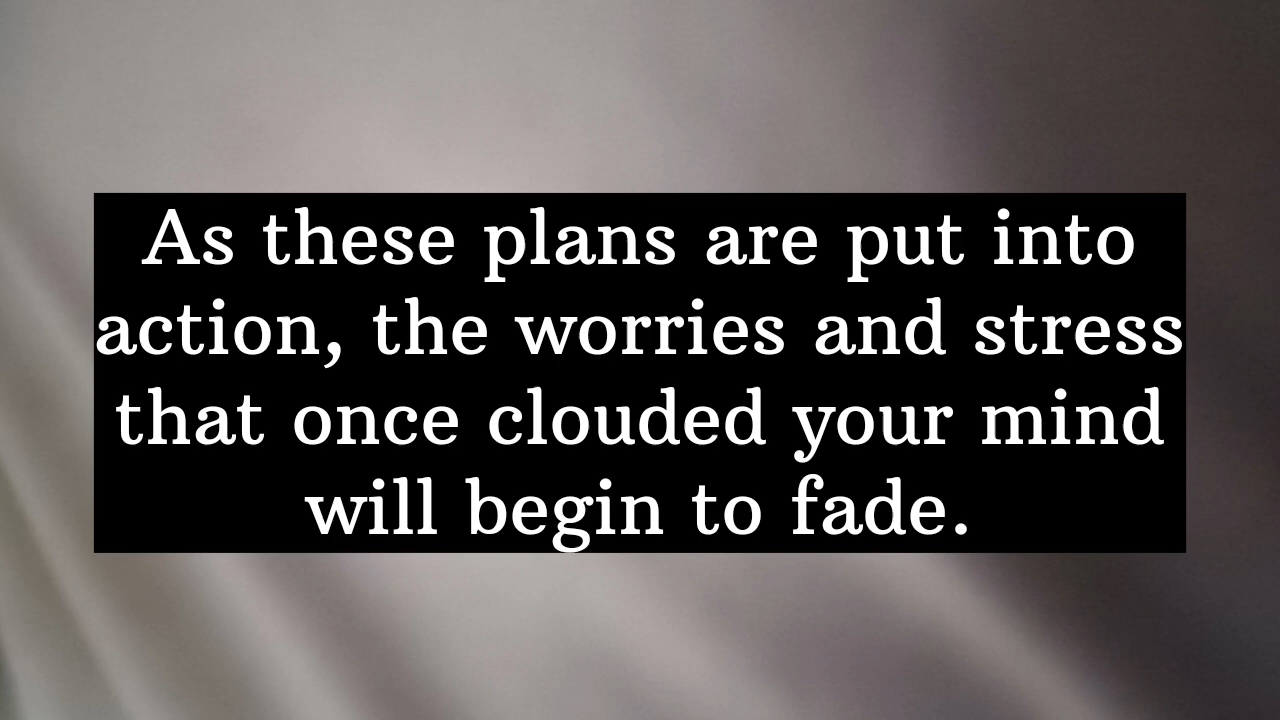 As these plans are put into
action, the worries and stress
that once clouded your mind
will begin to fade.